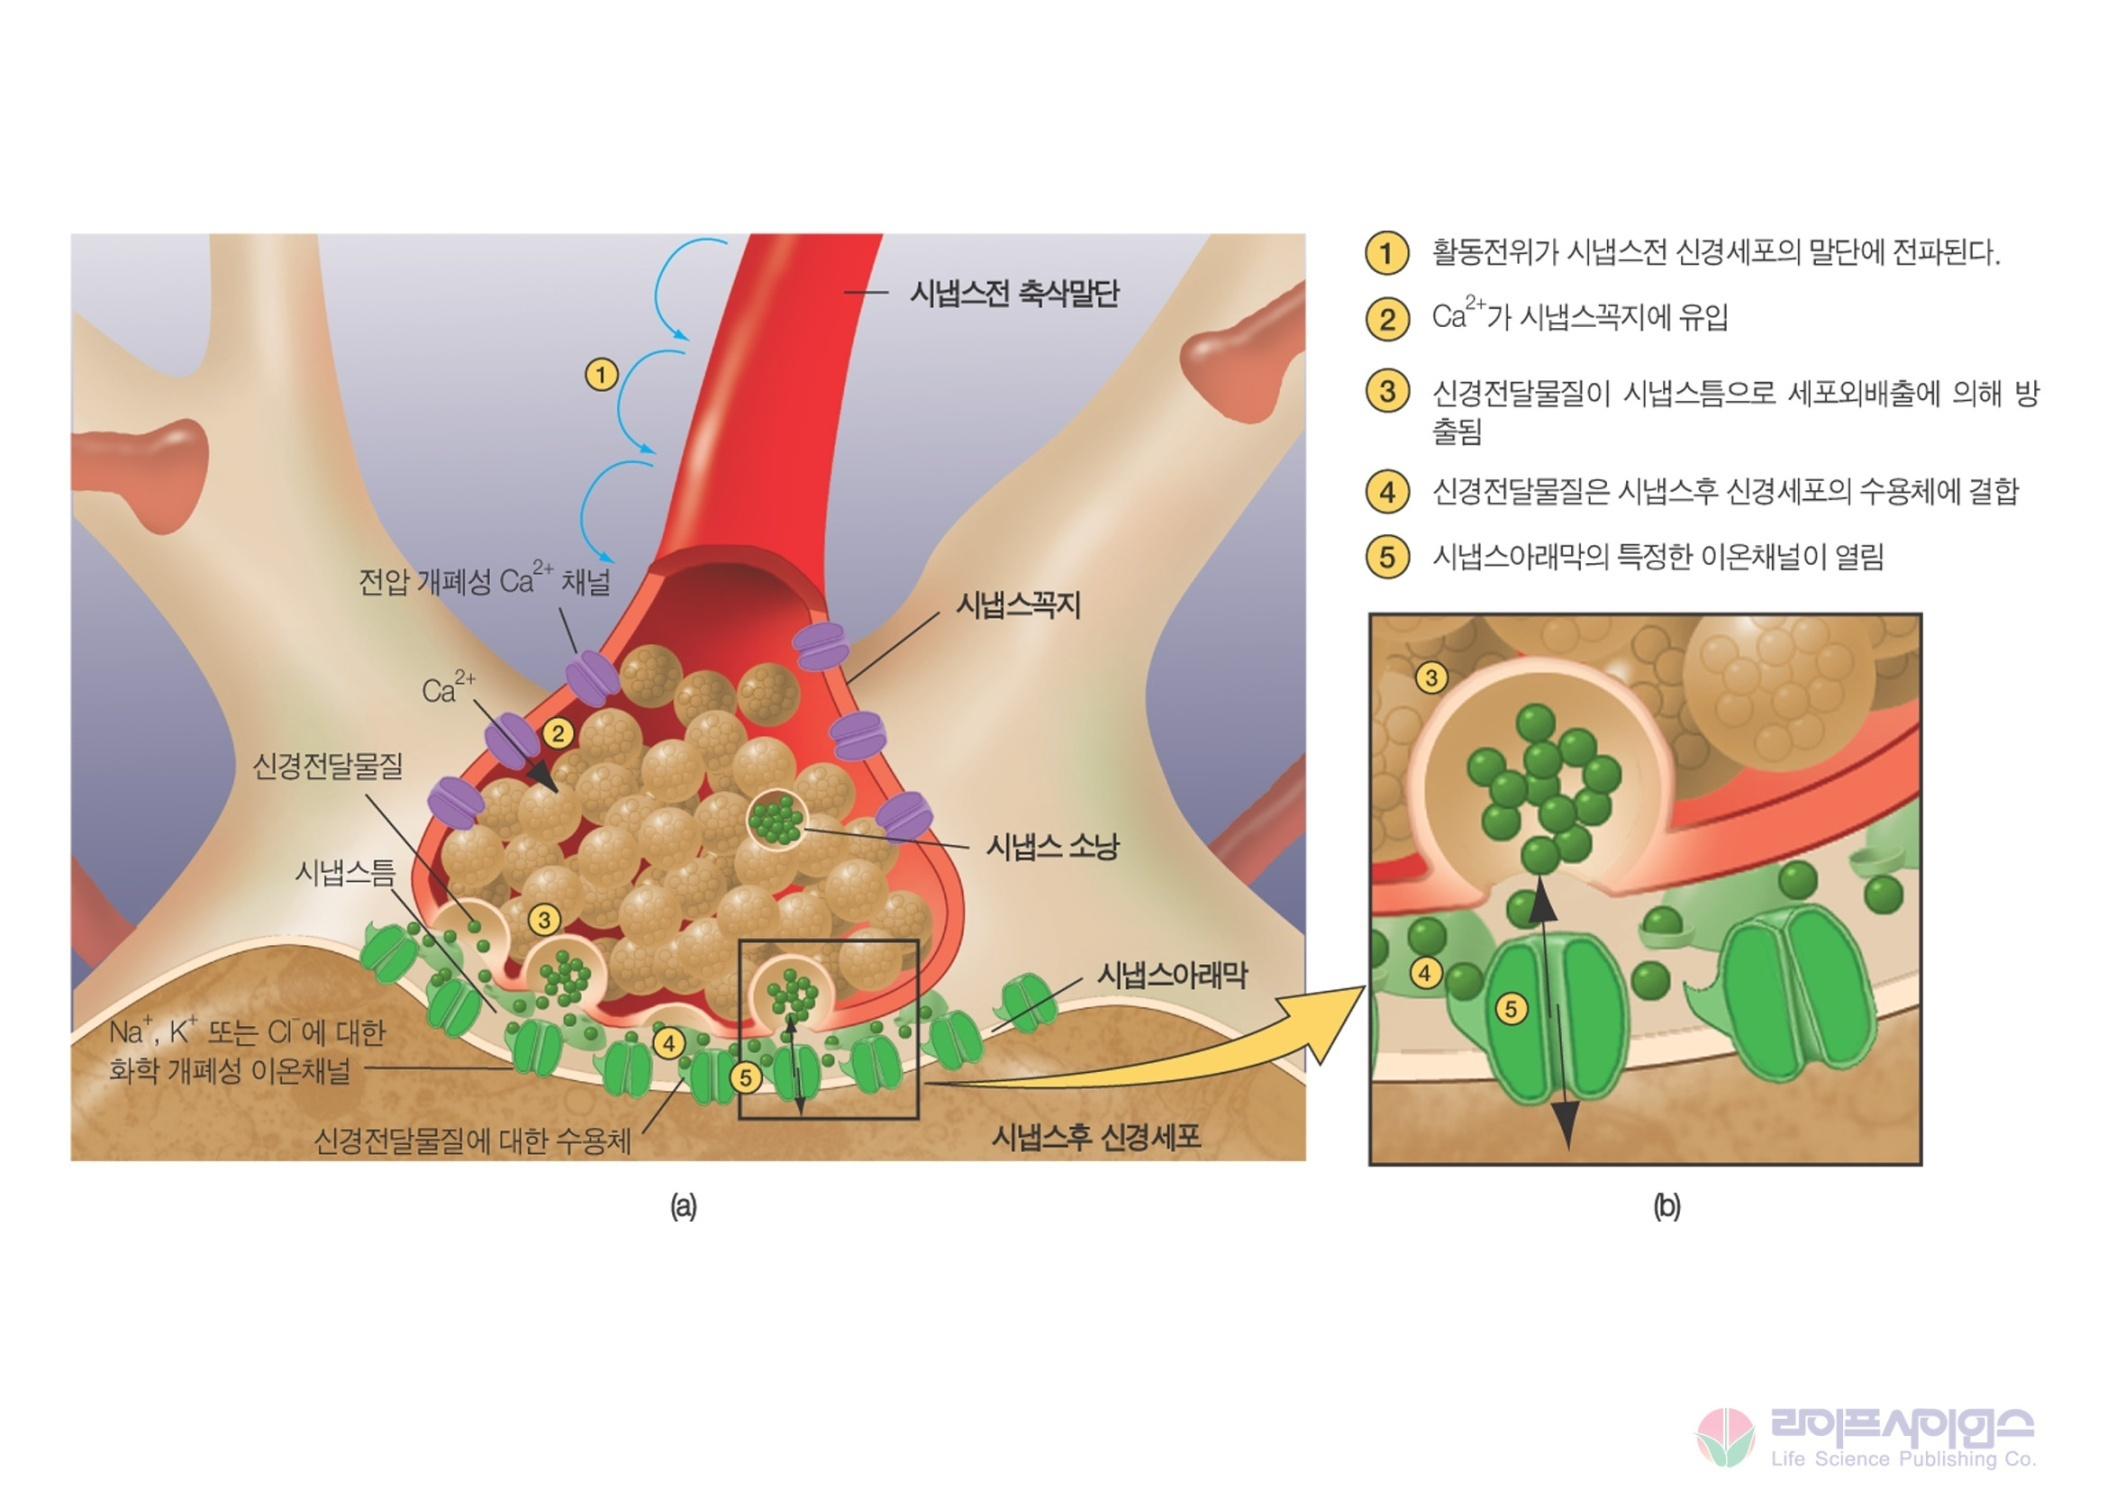 ① 활동전위가 시냅스전 신경세포의 말단에 전파된다.
② Ca²⁺가 시냅스꼭지에 유입
③ 신경전달물질이 시냅스틈으로 세포외배출에 의해 방
출됨
④ 신경전달물질은 시냅스후 신경세포의 수용체에 결합
⑤ 시냅스아래막의 특정한 이온채널이 열림
시냅스전 축삭말단
①
전압 개폐성 Ca²⁺ 채널
시냅스꼭지
Ca²⁺
②
신경전달물질
시냅스 소낭
시냅스틈
③
시냅스아래막
Na⁺, K⁺ 또는 Cl⁻에 대한
화학 개폐성 이온채널
④
⑤
신경전달물질에 대한 수용체
시냅스후 신경세포
(a)
③
④
⑤
(b)
라이프사이언스
Life Science Publishing Co.